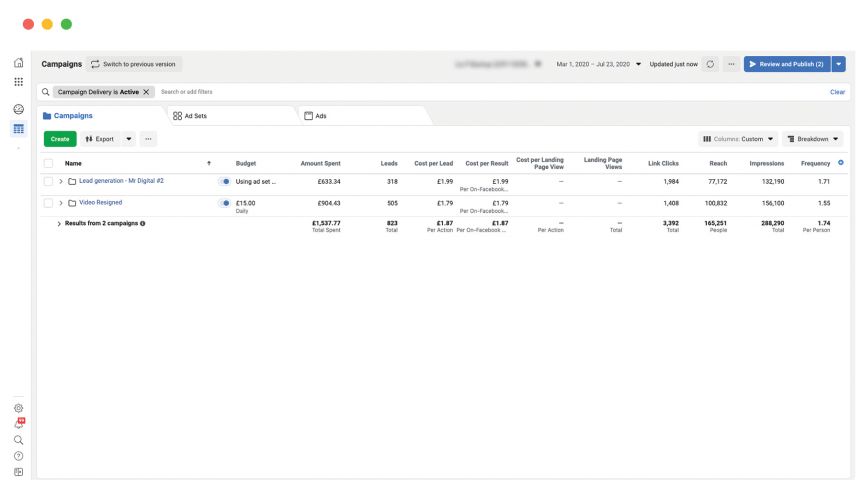 Campaigns Switch to previous version Mar 1, 2020 – Jul 23, 2020 Updated just now Review and Publish (2)
Campaign Delivery is Active Search or add filters Clear
Campaigns Ad Sets Ads
Create Export Columns: Custom Breakdown
Name Budget Amount Spent Leads Cost per Lead Cost per Result Cost per Landing Page View Landing Page Views Link Clicks Reach Impressions Frequency
Lead generation - Mr Digital #2 Using ad set ... £633.34 318 £1.99 £1.99 — — 1,984 77,172 132,190 1.71
Per On-Facebook...
Video Resigned £15.00 £904.43 505 £1.79 £1.79 — — 1,408 100,832 156,100 1.55
Daily Per On-Facebook...
Results from 2 campaigns £1,537.77 823 £1.87 £1.87 — — 3,392 165,251 288,290 1.74
Total Spent Total Per Action Per On-Facebook ... Per Action Total Total People Total Per Person